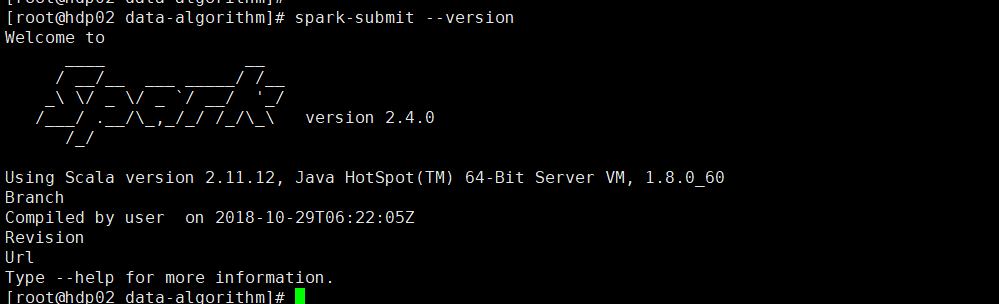 [root@hdp02 data-algorithm]# spark-submit --version
Welcome to
      ____              __
     / __/__  ___ _____/ /__
    _\ \/ _ \/ _ `/ __/  '_/
   /___/ .__/\_,_/_/ /_/\_\   version 2.4.0
      /_/

Using Scala version 2.11.12, Java HotSpot(TM) 64-Bit Server VM, 1.8.0_60
Branch
Compiled by user  on 2018-10-29T06:22:05Z
Revision
Url
Type --help for more information.
[root@hdp02 data-algorithm]#